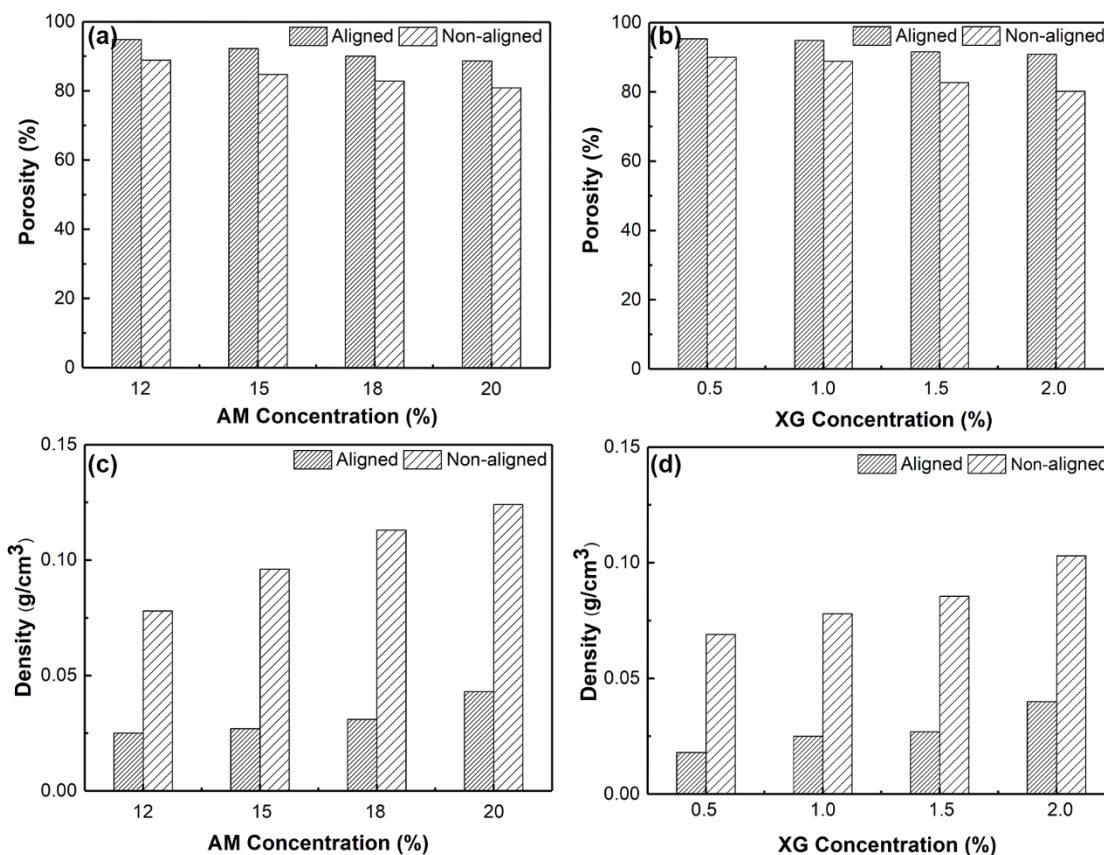 (a) Aligned Non-aligned
100
80
60
40
20
0
Porosity (%)
12 15 18 20
AM Concentration (%)
(b) Aligned Non-aligned
100
80
60
40
20
0
Porosity (%)
0.5 1.0 1.5 2.0
XG Concentration (%)
(c) Aligned Non-aligned
0.15
0.10
0.05
0.00
Density (g/cm³)
12 15 18 20
AM Concentration (%)
(d) Aligned Non-aligned
0.15
0.10
0.05
0.00
Density (g/cm³)
0.5 1.0 1.5 2.0
XG Concentration (%)